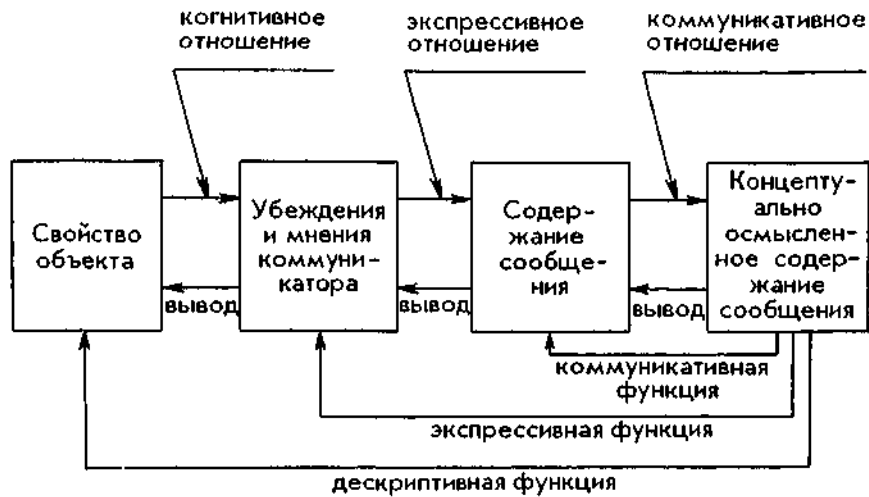 когнитивное
отношение
экспрессивное
отношение
коммуникативное
отношение
Свойство
объекта
Убеждения
и мнения
коммуни-
катора
Содер-
жание
сообще-
ния
Концепту-
ально
осмыслен-
ное содер-
жание
сообщения
вывод
вывод
вывод
коммуникативная
функция
экспрессивная функция
дескриптивная функция